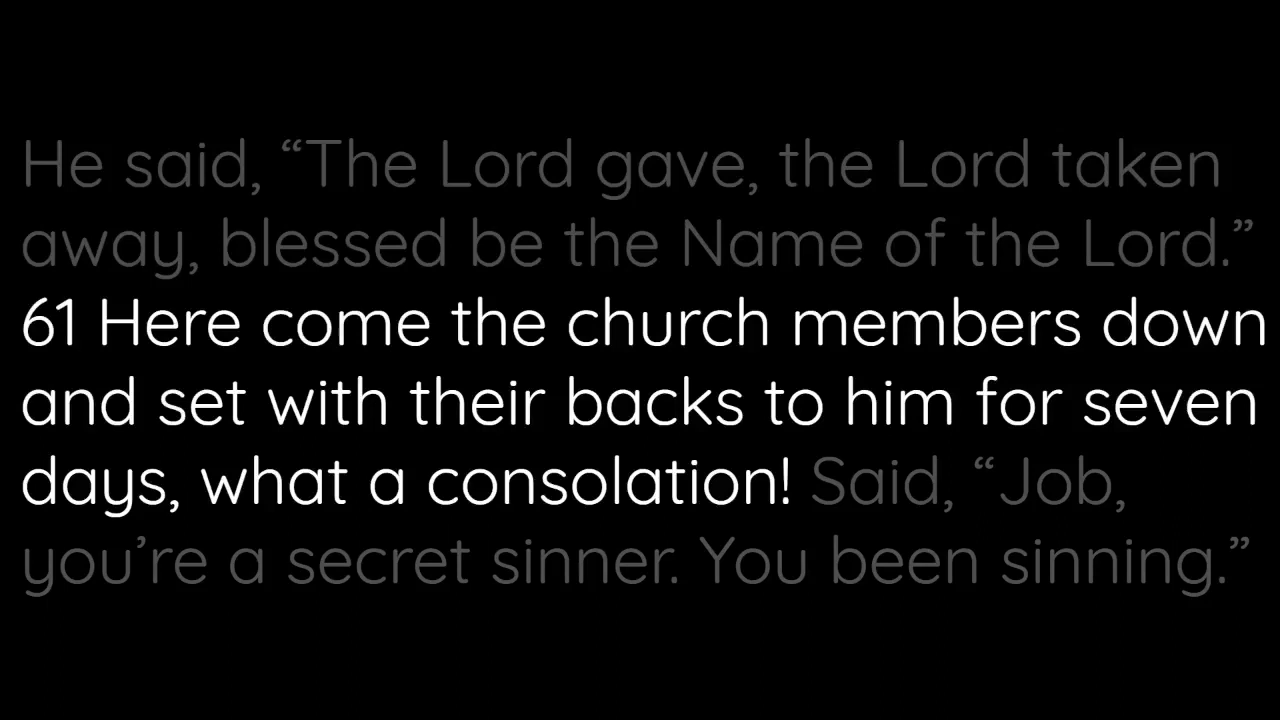 He said, “The Lord gave, the Lord taken
away, blessed be the Name of the Lord.”
61 Here come the church members down
and set with their backs to him for seven
days, what a consolation! Said, “Job,
you’re a secret sinner. You been sinning.”